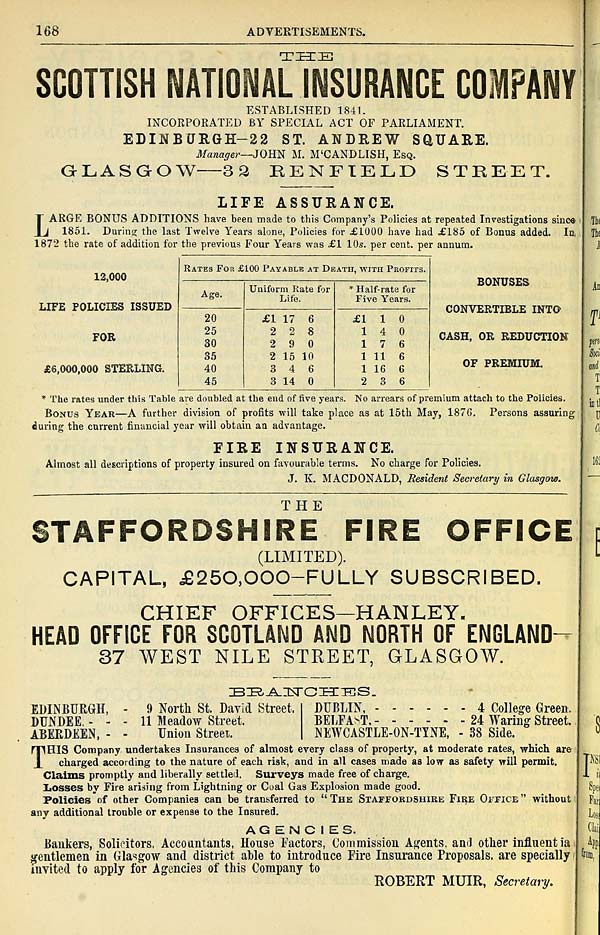 168 ADVERTISEMENTS.
THE
SCOTTISH NATIONAL INSURANCE COMPANY
ESTABLISHED 1841.
INCORPORATED BY SPECIAL ACT OF PARLIAMENT.
EDINBURGH—22 ST. ANDREW SQUARE.
Manager—JOHN M. M'CANDLISH, Esq.
GLASGOW—32 RENFIELD STREET.
LIFE ASSURANCE.
LARGE BONUS ADDITIONS have been made to this Company's Policies at repeated Investigations since
1851. During the last Twelve Years alone, Policies for £1000 have had £185 of Bonus added. In
1872 the rate of addition for the previous Four Years was £1 10s. per cent. per annum.
12,000
LIFE POLICIES ISSUED
FOR
£6,000,000 STERLING.
RATES FOR £100 PAYABLE AT DEATH, WITH PROFITS.
Age. Uniform Rate for Life. * Half-rate for Five Years.
20 £1 17 6 £1 1 0
25 2 2 8 1 4 0
30 2 9 0 1 7 6
35 2 15 10 1 11 6
40 3 4 6 1 16 6
45 3 14 0 2 3 6
BONUSES
CONVERTIBLE INTO
CASH, OR REDUCTION
OF PREMIUM.
* The rates under this Table are doubled at the end of five years. No arrears of premium attach to the Policies.
BONUS YEAR—A further division of profits will take place as at 15th May, 1876. Persons assuring
during the current financial year will obtain an advantage.
FIRE INSURANCE.
Almost all descriptions of property insured on favourable terms. No charge for Policies.
J. K. MACDONALD, Resident Secretary in Glasgow.
THE
STAFFORDSHIRE FIRE OFFICE
(LIMITED).
CAPITAL, £250,000—FULLY SUBSCRIBED.
CHIEF OFFICES—HANLEY.
HEAD OFFICE FOR SCOTLAND AND NORTH OF ENGLAND—
37 WEST NILE STREET, GLASGOW.
BRANCHES.
EDINBURGH, - 9 North St. David Street.
DUNDEE. - - - 11 Meadow Street.
ABERDEEN, - - Union Street.
DUBLIN, - - - - - - 4 College Green.
BELFAST. - - - - - - 24 Waring Street.
NEWCASTLE-ON-TYNE, - 38 Side.
THIS Company undertakes Insurances of almost every class of property, at moderate rates, which are
charged according to the nature of each risk, and in all cases made as low as safety will permit.
Claims promptly and liberally settled. Surveys made free of charge.
Losses by Fire arising from Lightning or Coal Gas Explosion made good.
Policies of other Companies can be transferred to "THE STAFFORDSHIRE FIRE OFFICE" without
any additional trouble or expense to the Insured.
AGENCIES.
Bankers, Solicitors, Accountants, House Factors, Commission Agents, and other influentia
gentlemen in Glasgow and district able to introduce Fire Insurance Proposals, are specially
invited to apply for Agencies of this Company to
ROBERT MUIR, Secretary.